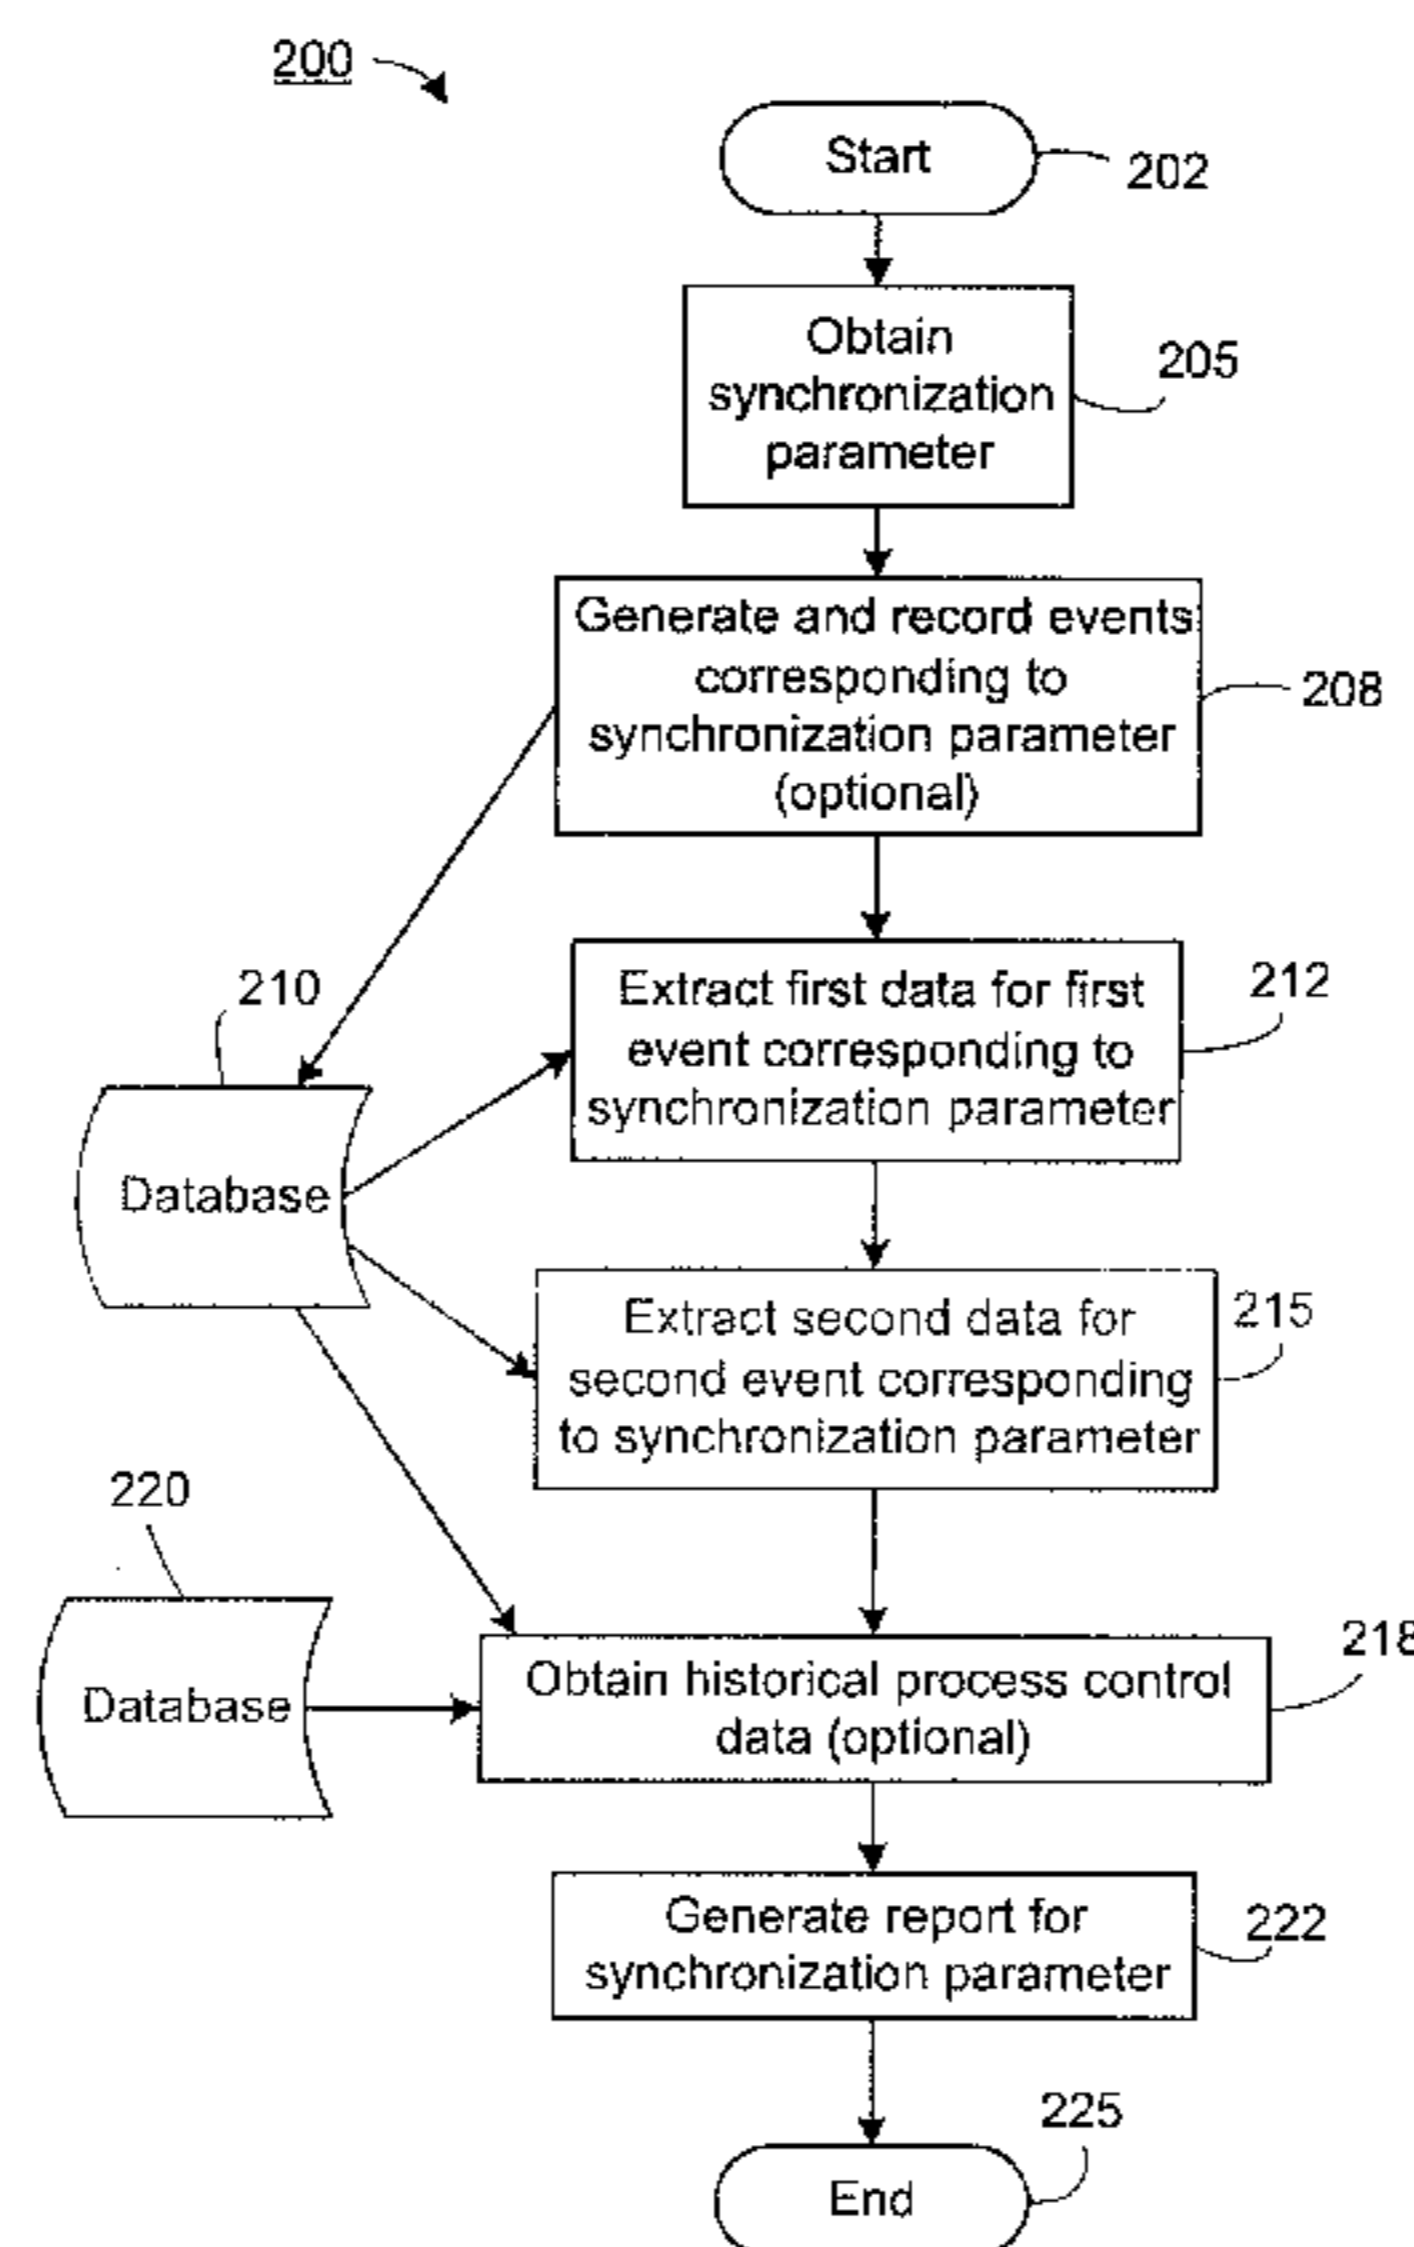 200
Start
202
Obtain
synchronization
parameter
205
Generate and record events
corresponding to
synchronization parameter
(optional)
208
210
Database
Extract first data for first
event corresponding to
synchronization parameter
212
Extract second data for
second event corresponding
to synchronization parameter
215
220
Database
Obtain historical process control
data (optional)
218
Generate report for
synchronization parameter
222
End
225